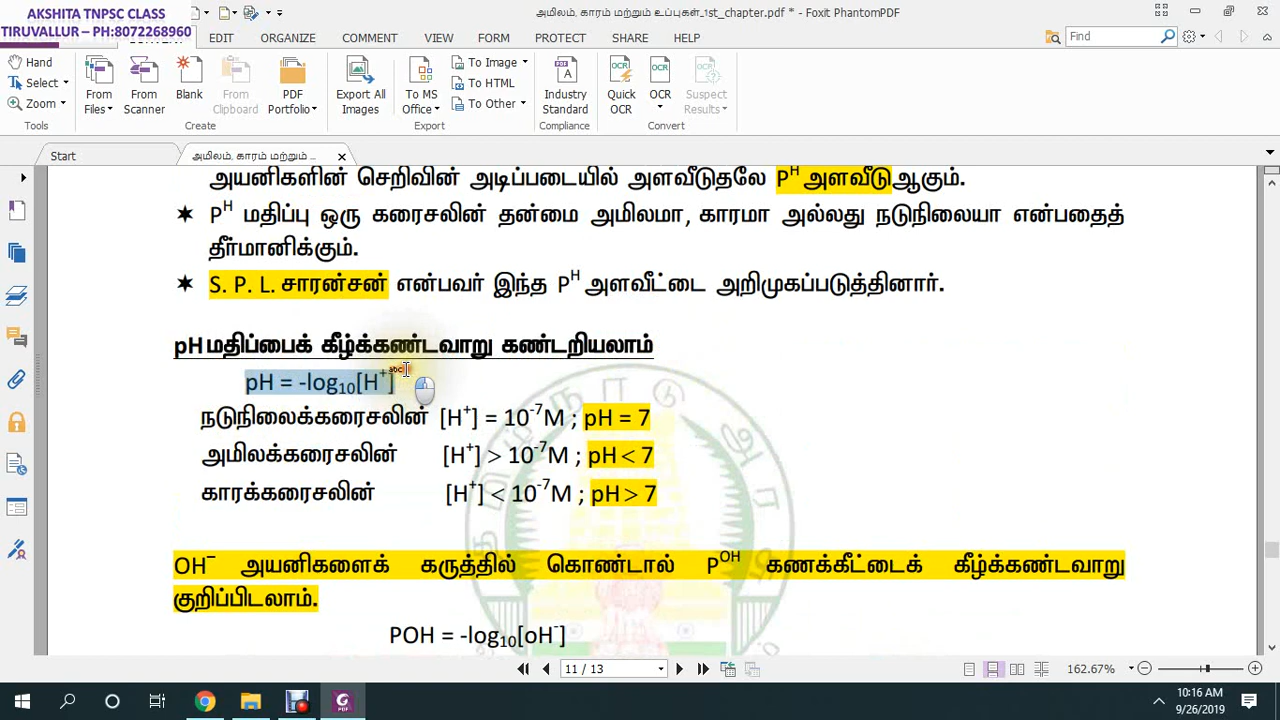 AKSHITA TNPSC CLASS
TIRUVALLUR – PH:8072268960
அமிலம், காரம் மற்றும் உப்புகள்_1st_chapter.pdf * - Foxit PhantomPDF
EDIT ORGANIZE COMMENT VIEW FORM PROTECT SHARE HELP
Find
Hand
Select
Zoom
Tools
From Files
From Scanner
Blank
From Clipboard
PDF Portfolio
Create
Export All Images
To MS Office
To Image
To HTML
To Other
Export
Industry Standard
Compliance
Quick OCR
OCR
Suspect Results
Convert
Start
அமிலம், காரம் மற்றும் ...
அயனிகளின் செறிவின் அடிப்படையில் அளவீடுதலே P^H அளவீடு ஆகும்.
✶ P^H மதிப்பு ஒரு கரைசலின் தன்மை அமிலமா, காரமா அல்லது நடுநிலையா என்பதைத்
தீர்மானிக்கும்.
✶ S. P. L. சாரன்சன் என்பவர் இந்த P^H அளவீட்டை அறிமுகப்படுத்தினார்.
pH மதிப்பைக் கீழ்க்கண்டவாறு கண்டறியலாம்
pH = -log₁₀[H⁺]
நடுநிலைக்கரைசலின் [H⁺] = 10⁻⁷M ; pH = 7
அமிலக்கரைசலின் [H⁺] > 10⁻⁷M ; pH < 7
காரக்கரைசலின் [H⁺] < 10⁻⁷M ; pH > 7
OH⁻ அயனிகளைக் கருத்தில் கொண்டால் P^OH கணக்கீட்டைக் கீழ்க்கண்டவாறு
குறிப்பிடலாம்.
POH = -log₁₀[oH⁻]
11 / 13
162.67%
10:16 AM
9/26/2019